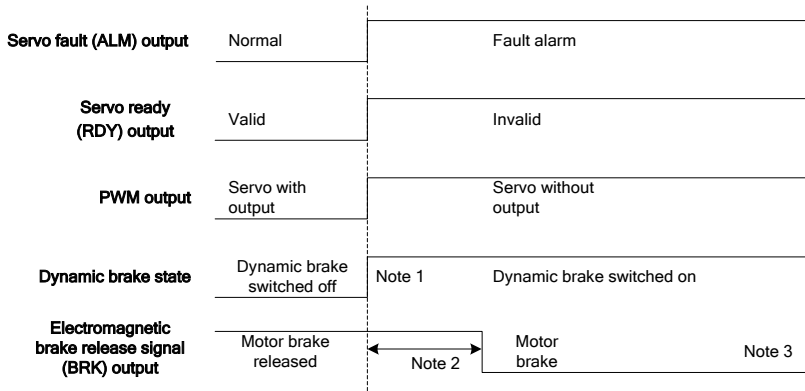 Servo fault (ALM) output
Normal
Fault alarm
Servo ready
(RDY) output
Valid
Invalid
PWM output
Servo with
output
Servo without
output
Dynamic brake state
Dynamic brake
switched off
Note 1
Dynamic brake switched on
Electromagnetic
brake release signal
(BRK) output
Motor brake
released
Note 2
Motor
brake
Note 3